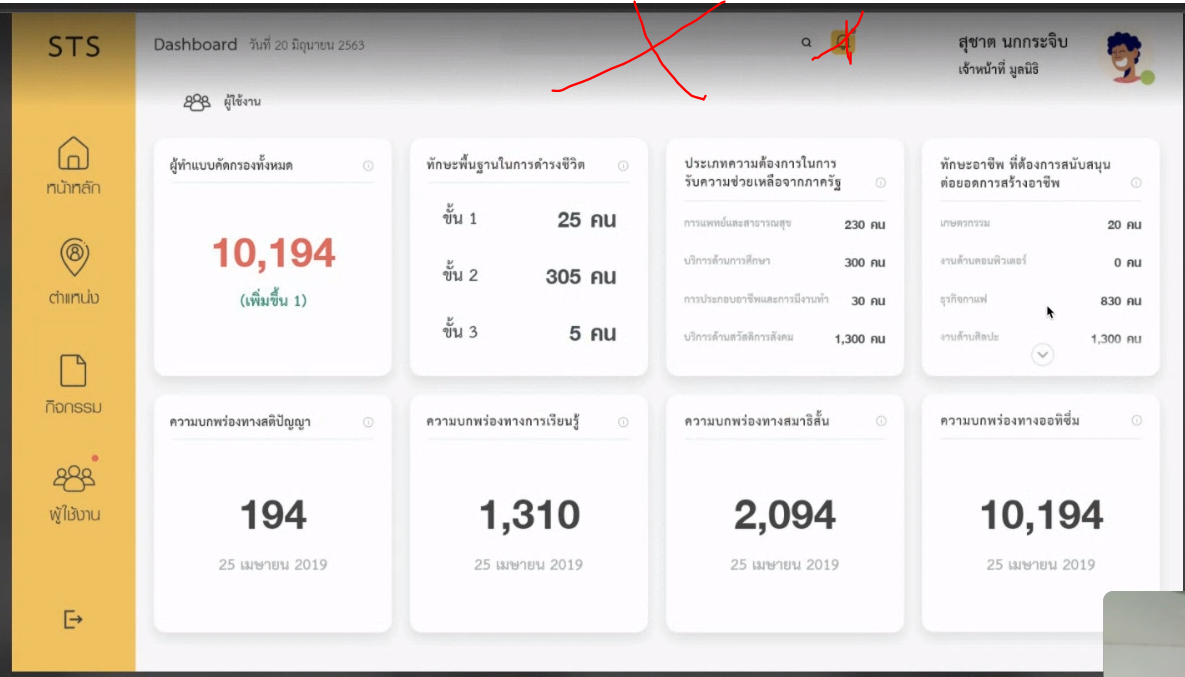 STS
Dashboard วันที่ 20 มิถุนายน 2563
สุชาต นกกระจิบ
เจ้าหน้าที่ มูลนิธิ
ผู้ใช้งาน
หน้าหลัก
ตำแหน่ง
กิจกรรม
ผู้ใช้งาน
ผู้ทำแบบคัดกรองทั้งหมด
10,194
(เพิ่มขึ้น 1)
ทักษะพื้นฐานในการดำรงชีวิต
ขั้น 1 25 คน
ขั้น 2 305 คน
ขั้น 3 5 คน
ประเภทความต้องการในการ
รับความช่วยเหลือจากภาครัฐ
การแพทย์และสาธารณสุข 230 คน
บริการด้านการศึกษา 300 คน
การประกอบอาชีพและการมีงานทำ 30 คน
บริการด้านสวัสดิการสังคม 1,300 คน
ทักษะอาชีพ ที่ต้องการสนับสนุน
ต่อยอดการสร้างอาชีพ
เกษตรกรรม 20 คน
งานด้านคอมพิวเตอร์ 0 คน
ธุรกิจกาแฟ 830 คน
งานด้านศิลปะ 1,300 คน
ความบกพร่องทางสติปัญญา
194
25 เมษายน 2019
ความบกพร่องทางการเรียนรู้
1,310
25 เมษายน 2019
ความบกพร่องทางสมาธิสั้น
2,094
25 เมษายน 2019
ความบกพร่องทางออทิซึ่ม
10,194
25 เมษายน 2019